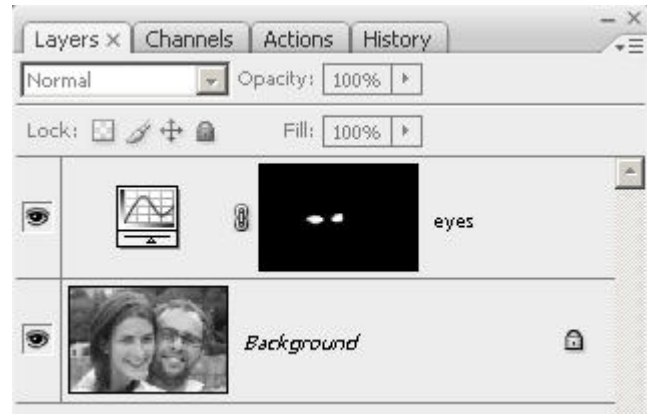 Layers × Channels Actions History
Normal Opacity: 100%
Lock: Fill: 100%
eyes
Background